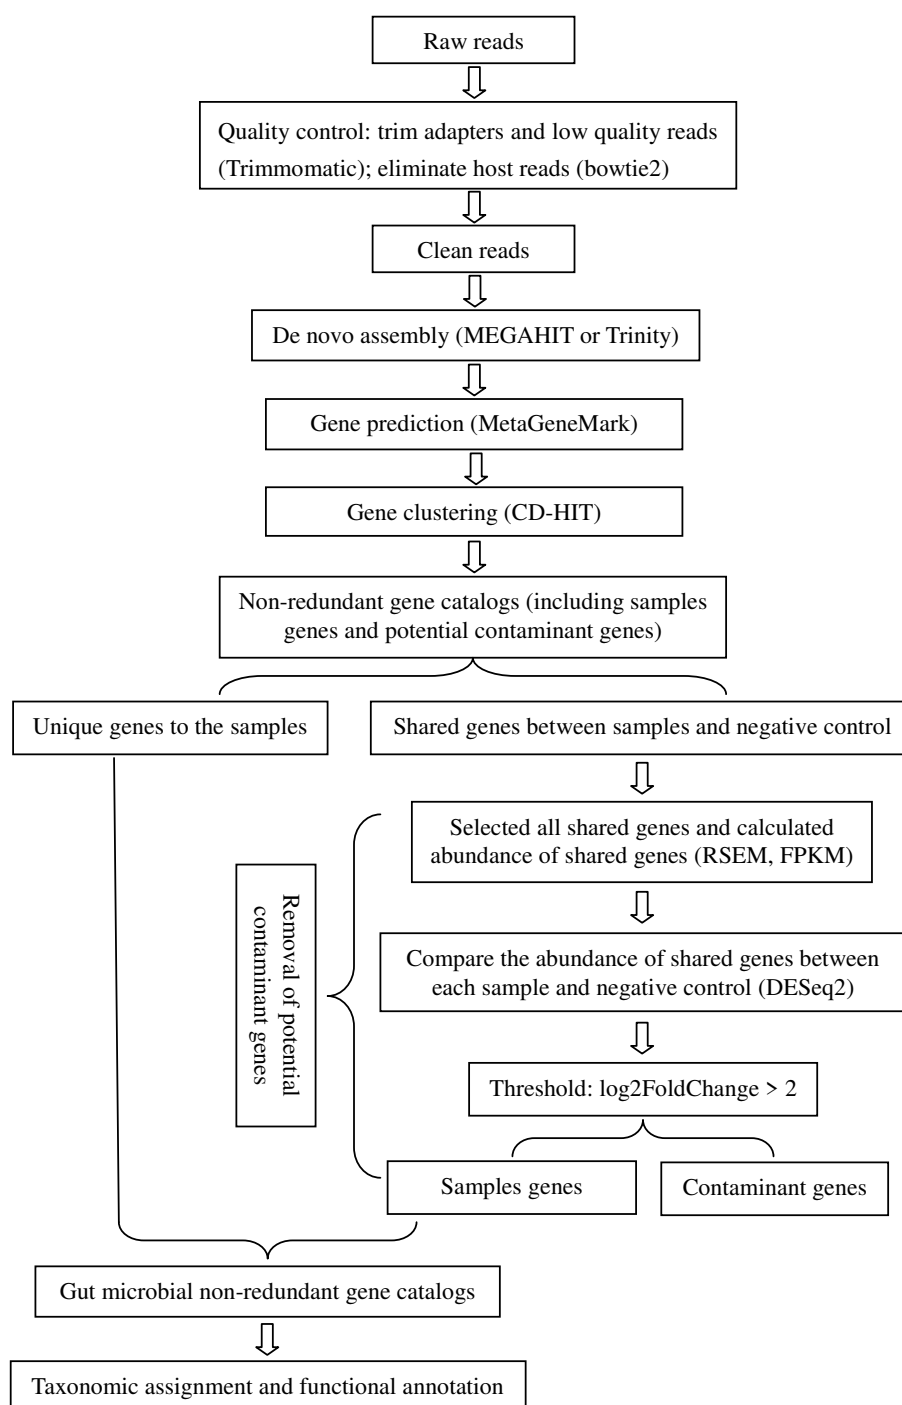 Raw reads
Quality control: trim adapters and low quality reads
(Trimmomatic); eliminate host reads (bowtie2)
Clean reads
De novo assembly (MEGAHIT or Trinity)
Gene prediction (MetaGeneMark)
Gene clustering (CD-HIT)
Non-redundant gene catalogs (including samples
genes and potential contaminant genes)
Unique genes to the samples
Shared genes between samples and negative control
Selected all shared genes and calculated
abundance of shared genes (RSEM, FPKM)
Removal of potential
contaminant genes
Compare the abundance of shared genes between
each sample and negative control (DESeq2)
Threshold: log2FoldChange > 2
Samples genes
Contaminant genes
Gut microbial non-redundant gene catalogs
Taxonomic assignment and functional annotation